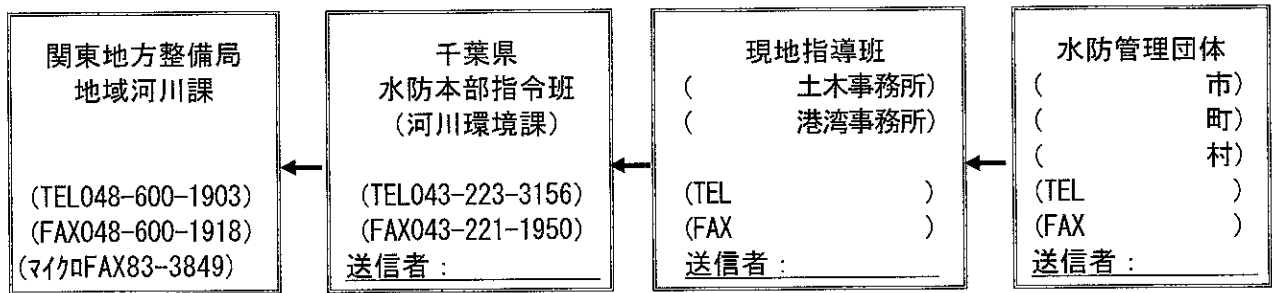 関東地方整備局
地域河川課
(TEL048-600-1903)
(FAX048-600-1918)
(マイクロFAX83-3849)
千葉県
水防本部指令班
(河川環境課)
(TEL043-223-3156)
(FAX043-221-1950)
送信者：
現地指導班
(　　　土木事務所)
(　　　港湾事務所)
(TEL　　　)
(FAX　　　)
送信者：
水防管理団体
(　　　市)
(　　　町)
(　　　村)
(TEL　　　)
(FAX　　　)
送信者：